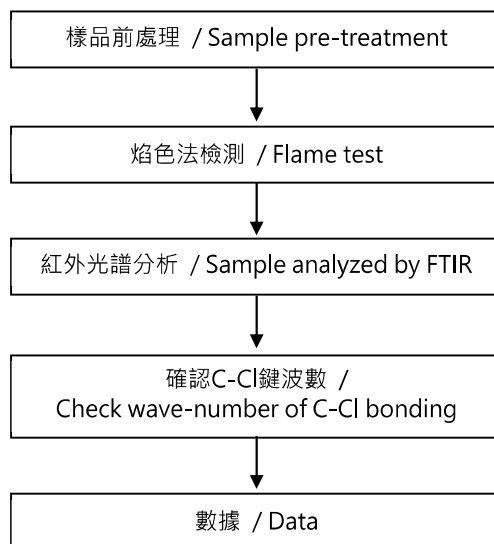 樣品前處理 / Sample pre-treatment
焰色法檢測 / Flame test
紅外光譜分析 / Sample analyzed by FTIR
確認C-Cl鍵波數 /
Check wave-number of C-Cl bonding
數據 / Data